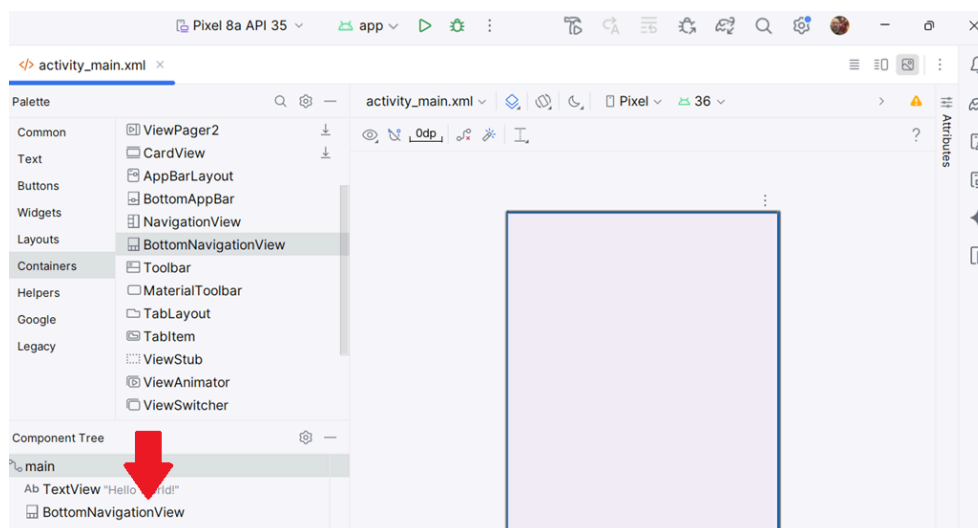 Pixel 8a API 35 app
activity_main.xml
Palette activity_main.xml Pixel 36
Common
Text
Buttons
Widgets
Layouts
Containers
Helpers
Google
Legacy
ViewPager2
CardView
AppBarLayout
BottomAppBar
NavigationView
BottomNavigationView
Toolbar
MaterialToolbar
TabLayout
TabItem
ViewStub
ViewAnimator
ViewSwitcher
0dp ?
Attributes
Component Tree
main
Ab TextView "Hello
BottomNavigationView